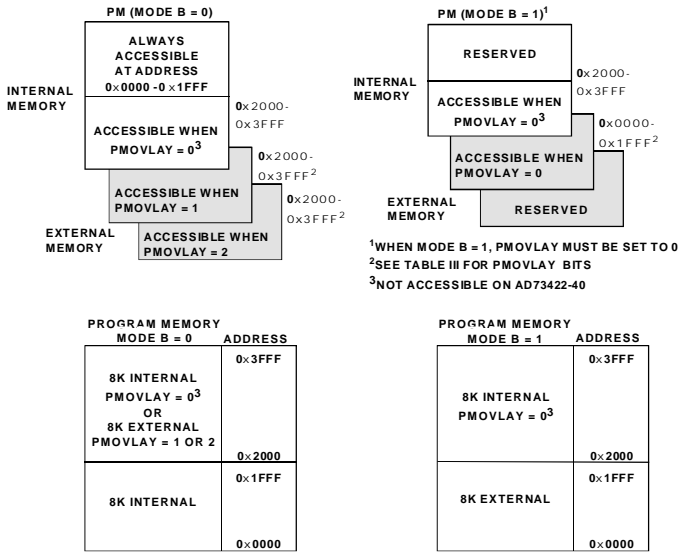 PM (MODE B = 0)
ALWAYS
ACCESSIBLE
AT ADDRESS
0x0000 -0 x1FFF
INTERNAL
MEMORY
0x2000-
0x3FFF
ACCESSIBLE WHEN
PMOVLAY = 0³
0x2000-
0x3FFF²
ACCESSIBLE WHEN
PMOVLAY = 1
0x2000-
0x3FFF²
EXTERNAL
MEMORY
ACCESSIBLE WHEN
PMOVLAY = 2
PM (MODE B = 1)¹
RESERVED
INTERNAL
MEMORY
0x2000-
0x3FFF
ACCESSIBLE WHEN
PMOVLAY = 0³
0x0000-
0x1FFF²
ACCESSIBLE WHEN
PMOVLAY = 0
EXTERNAL
MEMORY
RESERVED
¹WHEN MODE B = 1, PMOVLAY MUST BE SET TO 0
²SEE TABLE III FOR PMOVLAY BITS
³NOT ACCESSIBLE ON AD73422-40
PROGRAM MEMORY
MODE B = 0 ADDRESS
0x3FFF
8K INTERNAL
PMOVLAY = 0³
OR
8K EXTERNAL
PMOVLAY = 1 OR 2
0x2000
0x1FFF
8K INTERNAL
0x0000
PROGRAM MEMORY
MODE B = 1 ADDRESS
0x3FFF
8K INTERNAL
PMOVLAY = 0³
0x2000
0x1FFF
8K EXTERNAL
0x0000